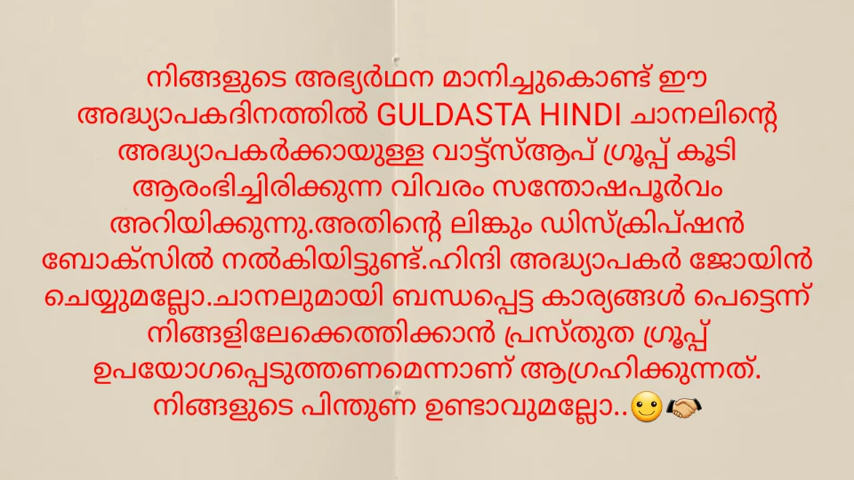 നിങ്ങളുടെ അഭ്യർഥന മാനിച്ചുകൊണ്ട് ഈ
അദ്ധ്യാപകദിനത്തിൽ GULDASTA HINDI ചാനലിന്റെ
അദ്ധ്യാപകർക്കായുള്ള വാട്ട്സ്ആപ് ഗ്രൂപ്പ് കൂടി
ആരംഭിച്ചിരിക്കുന്ന വിവരം സന്തോഷപൂർവം
അറിയിക്കുന്നു.അതിന്റെ ലിങ്കും ഡിസ്ക്രിപ്ഷൻ
ബോക്സിൽ നൽകിയിട്ടുണ്ട്.ഹിന്ദി അദ്ധ്യാപകർ ജോയിൻ
ചെയ്യുമല്ലോ.ചാനലുമായി ബന്ധപ്പെട്ട കാര്യങ്ങൾ പെട്ടെന്ന്
നിങ്ങളിലേക്കെത്തിക്കാൻ പ്രസ്തുത ഗ്രൂപ്പ്
ഉപയോഗപ്പെടുത്തണമെന്നാണ് ആഗ്രഹിക്കുന്നത്.
നിങ്ങളുടെ പിന്തുണ ഉണ്ടാവുമല്ലോ..🙂🤝